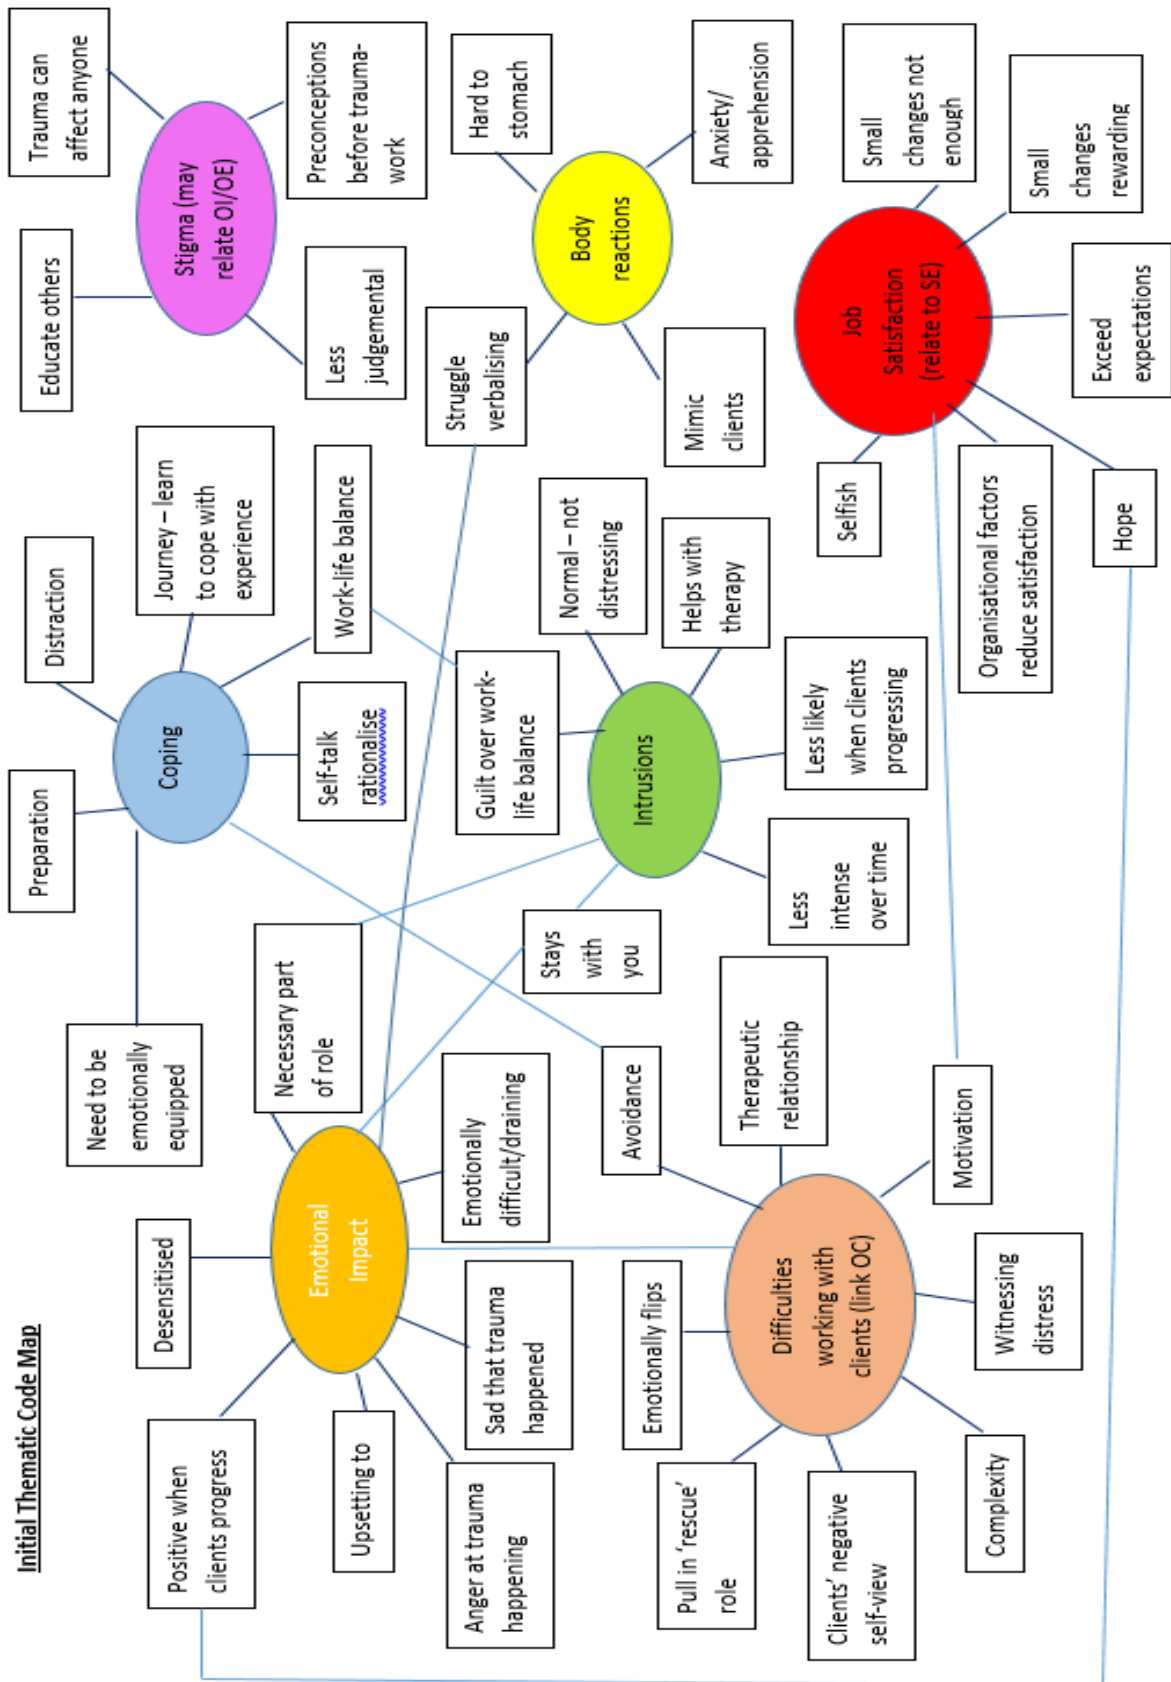 Initial Thematic Code Map
Positive when
clients progress
Desensitised
Need to be
emotionally
equipped
Preparation
Distraction
Educate others
Trauma can
affect anyone
Upsetting to
Emotional
Impact
Necessary part
of role
Coping
Journey – learn
to cope with
experience
Stigma (may
relate OI/OE)
Anger at trauma
happening
Sad that trauma
happened
Emotionally
difficult/draining
Self-talk
rationalise
Work-life balance
Less
judgemental
Preconceptions
before trauma-
work
Stays
with
you
Guilt over work-
life balance
Struggle
verbalising
Hard to
stomach
Pull in ‘rescue’
role
Emotionally flips
Avoidance
Intrusions
Normal – not
distressing
Body
reactions
Clients’ negative
self-view
Difficulties
working with
clients (link OC)
Therapeutic
relationship
Less
intense
over time
Less likely
when clients
progressing
Helps with
therapy
Mimic
clients
Anxiety/
apprehension
Complexity
Witnessing
distress
Motivation
Organisational factors
reduce satisfaction
Selfish
Job
Satisfaction
(relate to SE)
Small
changes not
enough
Hope
Exceed
expectations
Small
changes
rewarding